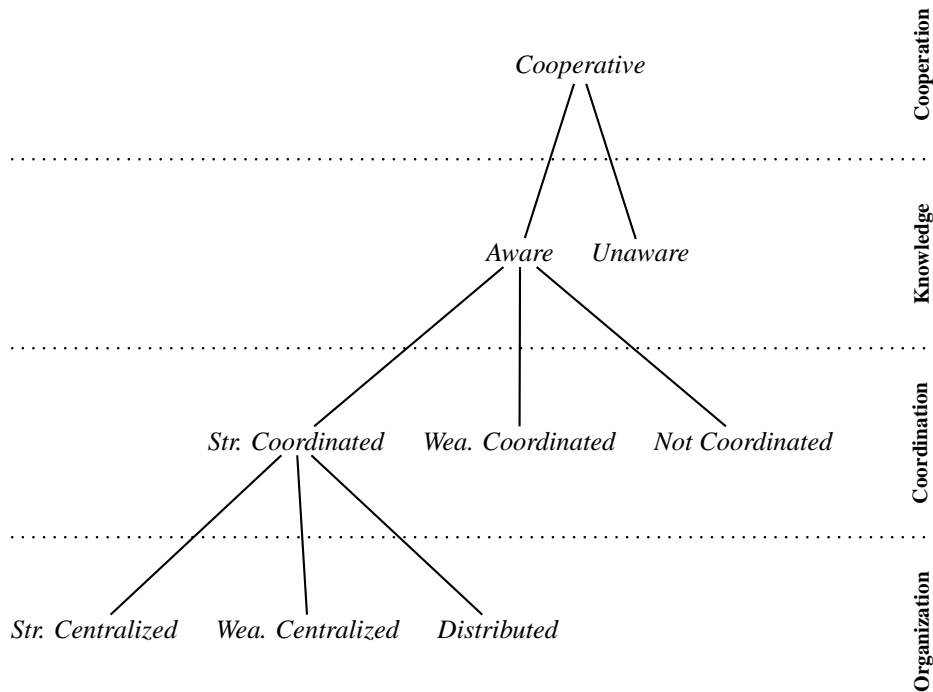 Cooperative
Cooperation
Aware
Unaware
Knowledge
Str. Coordinated
Wea. Coordinated
Not Coordinated
Coordination
Str. Centralized
Wea. Centralized
Distributed
Organization